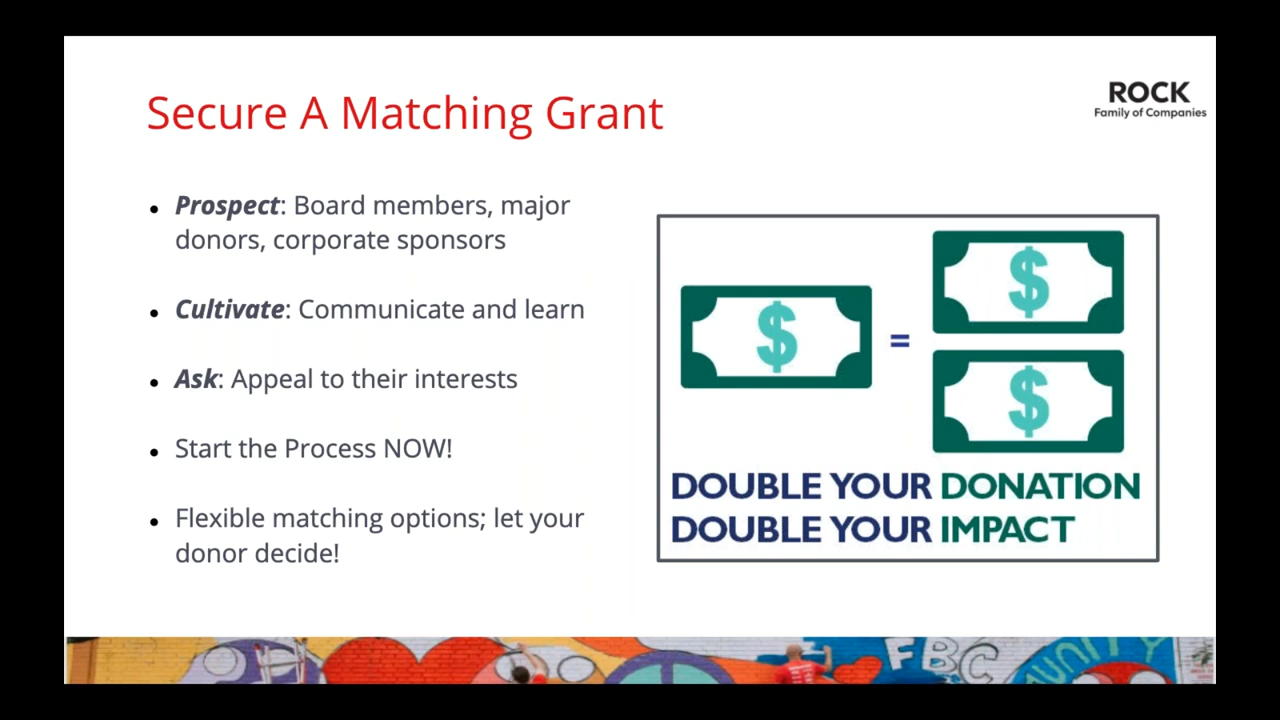 Secure A Matching Grant
ROCK
Family of Companies
• Prospect: Board members, major
donors, corporate sponsors
• Cultivate: Communicate and learn
• Ask: Appeal to their interests
• Start the Process NOW!
• Flexible matching options; let your
donor decide!
$
=
$
$
DOUBLE YOUR DONATION
DOUBLE YOUR IMPACT
FBC